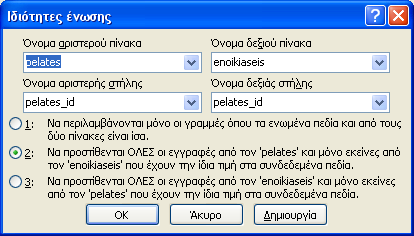 Ιδιότητες ένωσης
Όνομα αριστερού πίνακα
Όνομα δεξιού πίνακα
pelates
enoikiaseis
Όνομα αριστερής στήλης
Όνομα δεξιάς στήλης
pelates_id
pelates_id
1: Να περιλαμβάνονται μόνο οι γραμμές όπου τα ενωμένα πεδία και από τους
δύο πίνακες είναι ίσα.
2: Να προστίθενται ΟΛΕΣ οι εγγραφές από τον 'pelates' και μόνο εκείνες από
τον 'enoikiaseis' που έχουν την ίδια τιμή στα συνδεδεμένα πεδία.
3: Να προστίθενται ΟΛΕΣ οι εγγραφές από τον 'enoikiaseis' και μόνο εκείνες
από τον 'pelates' που έχουν την ίδια τιμή στα συνδεδεμένα πεδία.
OK
Άκυρο
Δημιουργία